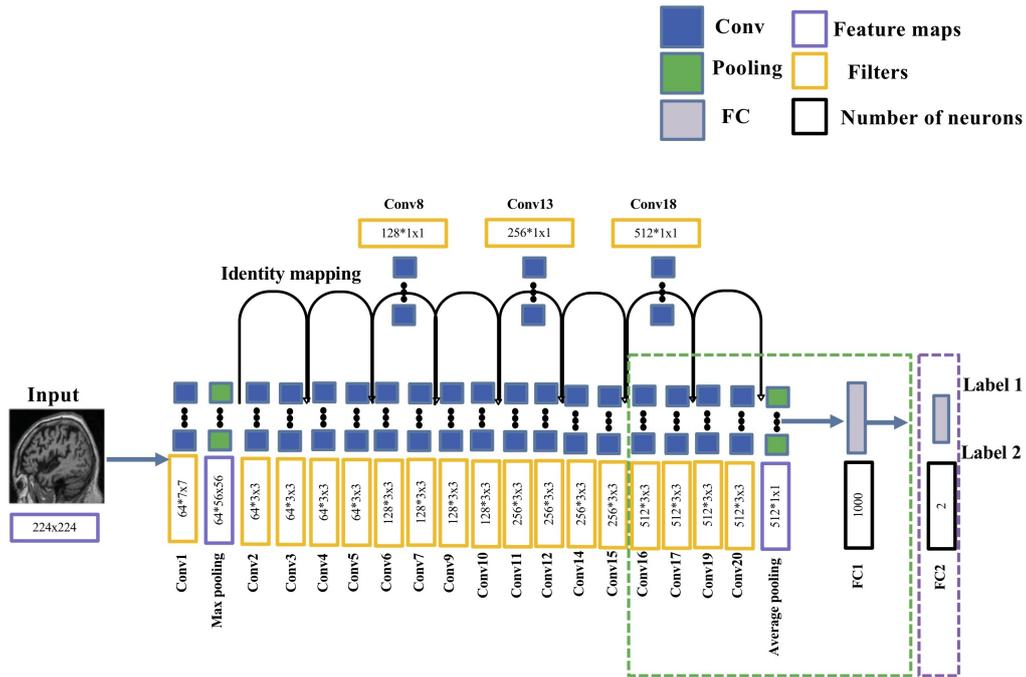 Conv
Feature maps
Pooling
Filters
FC
Number of neurons
Conv8
Conv13
Conv18
128*1x1
256*1x1
512*1x1
Identity mapping
Input
224x224
Label 1
Label 2
64*7x7
64*56x56
64*3x3
64*3x3
64*3x3
64*3x3
128*3x3
128*3x3
128*3x3
128*3x3
256*3x3
256*3x3
256*3x3
256*3x3
512*3x3
512*3x3
512*3x3
512*3x3
512*1x1
1000
2
Conv1
Max pooling
Conv2
Conv3
Conv4
Conv5
Conv6
Conv7
Conv9
Conv10
Conv11
Conv12
Conv14
Conv15
Conv16
Conv17
Conv19
Conv20
Average pooling
FC1
FC2